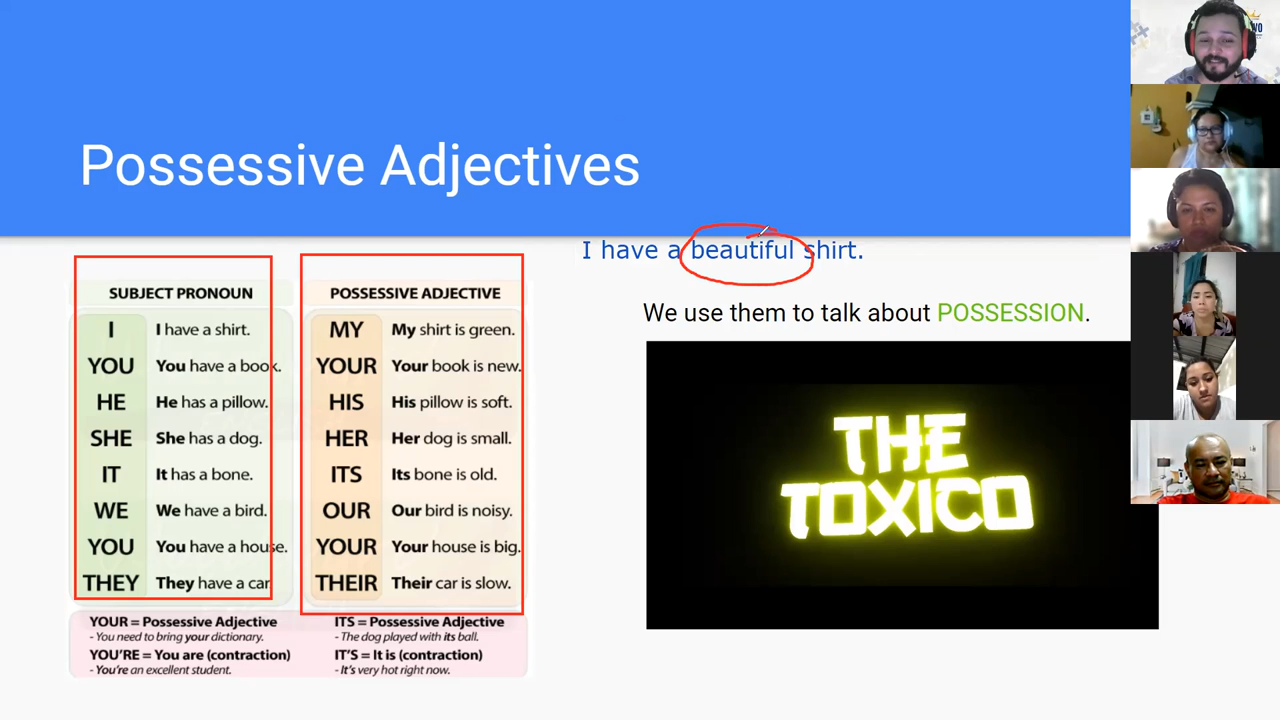 Possessive Adjectives
I have a beautiful shirt.
We use them to talk about POSSESSION.
SUBJECT PRONOUN
I I have a shirt.
YOU You have a book.
HE He has a pillow.
SHE She has a dog.
IT It has a bone.
WE We have a bird.
YOU You have a house.
THEY They have a car
POSSESSIVE ADJECTIVE
MY My shirt is green.
YOUR Your book is new.
HIS His pillow is soft.
HER Her dog is small.
ITS Its bone is old.
OUR Our bird is noisy.
YOUR Your house is big.
THEIR Their car is slow.
YOUR = Possessive Adjective
- You need to bring your dictionary.
YOU'RE = You are (contraction)
- You're an excellent student.
ITS = Possessive Adjective
- The dog played with its ball.
IT'S = It is (contraction)
- It's very hot right now.
THE
TOXICO